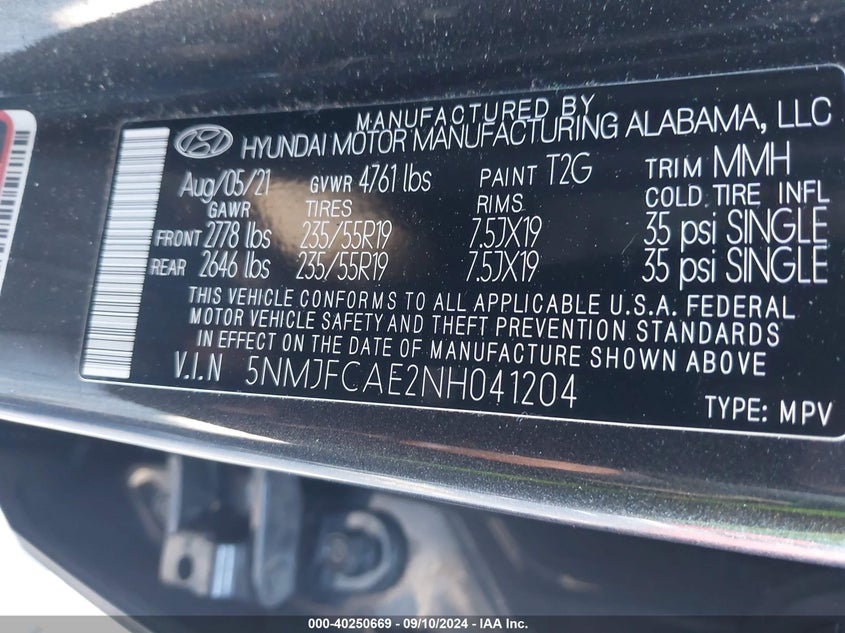 MANUFACTURED BY
HYUNDAI MOTOR MANUFACTURING ALABAMA, LLC
Aug/05/21 GVWR 4761 lbs PAINT T2G TRIM MMH
GAWR TIRES RIMS COLD TIRE INFL
FRONT 2778 lbs 235/55R19 7.5JX19 35 psi SINGLE
REAR 2646 lbs 235/55R19 7.5JX19 35 psi SINGLE
THIS VEHICLE CONFORMS TO ALL APPLICABLE U.S.A. FEDERAL
MOTOR VEHICLE SAFETY AND THEFT PREVENTION STANDARDS
IN EFFECT ON THE DATE OF MANUFACTURE SHOWN ABOVE
V.I.N 5NMJFCAE2NH041204
TYPE: MPV
000-40250669 - 09/10/2024 - IAAI Inc.